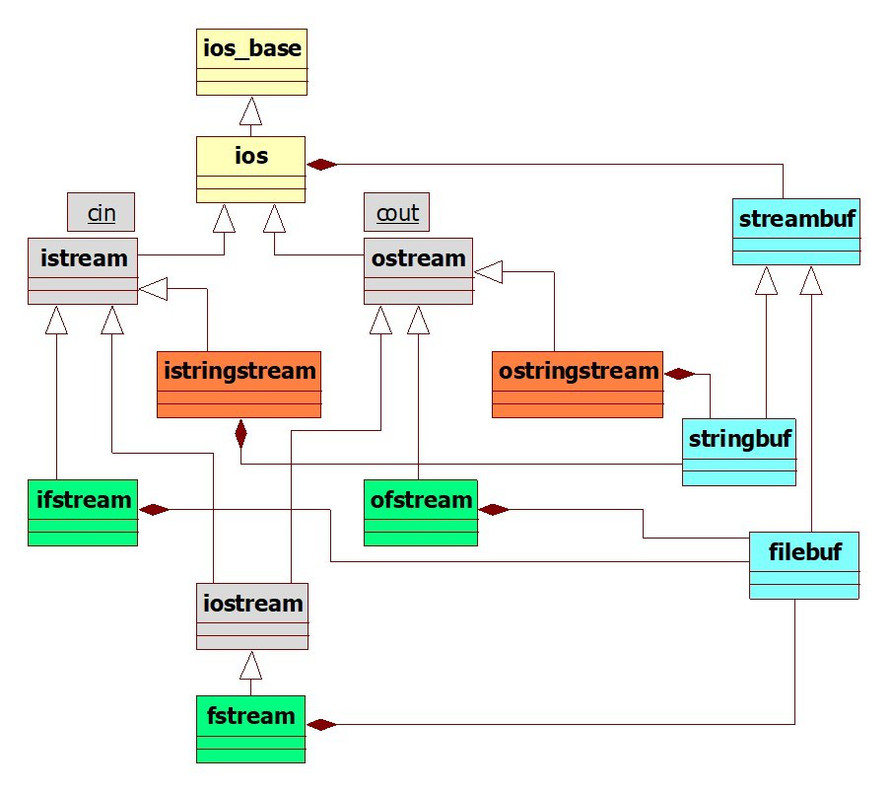 ios_base
ios
cin
cout
streambuf
istream
ostream
istringstream
ostringstream
stringbuf
ifstream
ofstream
filebuf
iostream
fstream